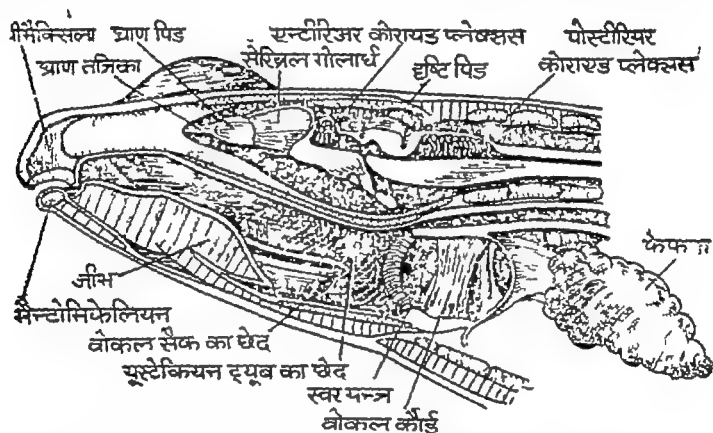 प्रीमैक्सिला
घ्राण पिंड
घ्राण तंत्रिका
एन्टीरिअर कोरायड प्लेक्सस
सेरिब्रल गोलार्ध
दृष्टि पिंड
पोस्टीरियर
कोरायड प्लेक्सस
फेफड़ा
जीभ
मैन्टोमिकेलियन
वोकल सैक का छेद
यूस्टेकियन ट्यूब का छेद
स्वर यन्त्र
वोकल कौर्ड